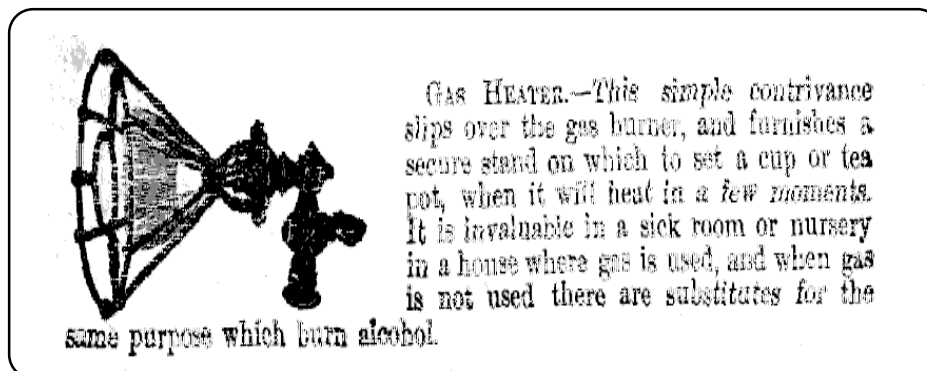 GAS HEATER.—This simple contrivance
slips over the gas burner, and furnishes a
secure stand on which to set a cup or tea
pot, when it will heat in a few moments.
It is invaluable in a sick room or nursery
in a house where gas is used, and when gas
is not used there are substitutes for the
same purpose which burn alcohol.